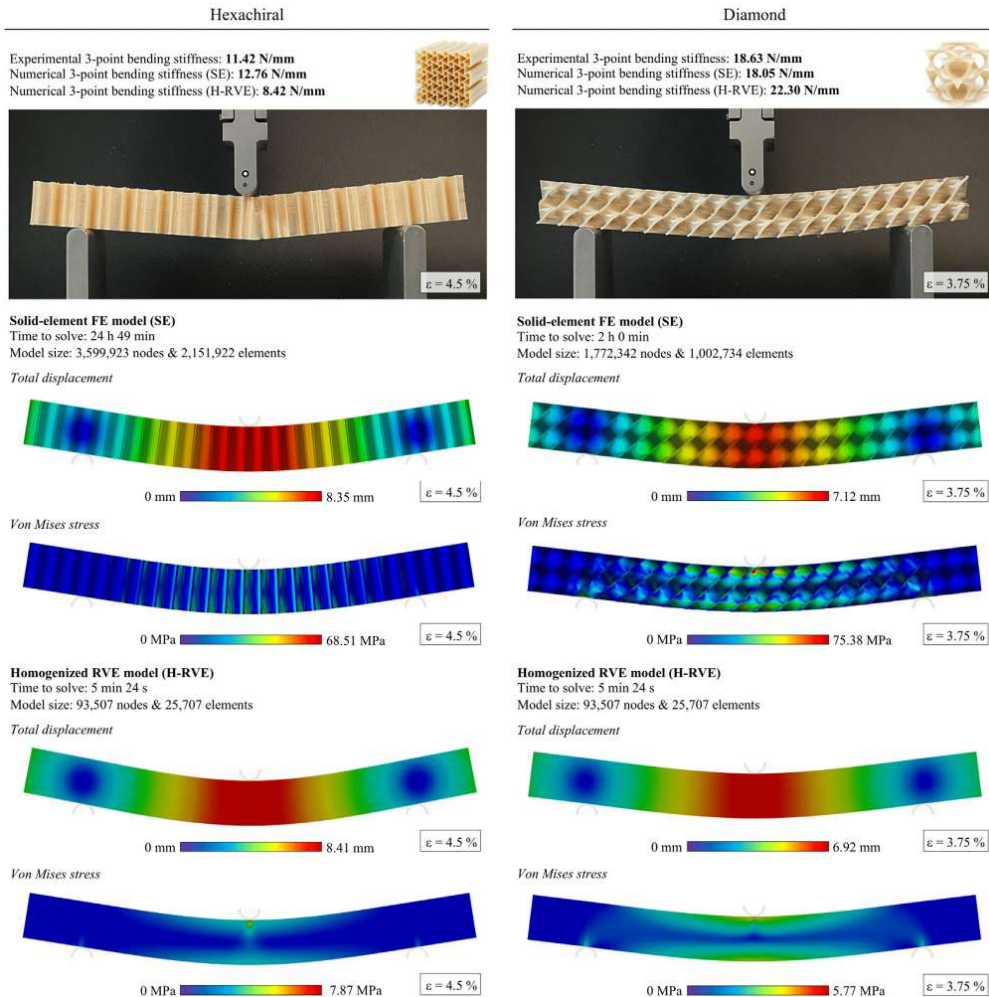 Hexachiral
Experimental 3-point bending stiffness: 11.42 N/mm
Numerical 3-point bending stiffness (SE): 12.76 N/mm
Numerical 3-point bending stiffness (H-RVE): 8.42 N/mm
ε = 4.5 %
Solid-element FE model (SE)
Time to solve: 24 h 49 min
Model size: 3,599,923 nodes & 2,151,922 elements
Total displacement
0 mm 8.35 mm
ε = 4.5 %
Von Mises stress
0 MPa 68.51 MPa
ε = 4.5 %
Homogenized RVE model (H-RVE)
Time to solve: 5 min 24 s
Model size: 93,507 nodes & 25,707 elements
Total displacement
0 mm 8.41 mm
ε = 4.5 %
Von Mises stress
0 MPa 7.87 MPa
ε = 4.5 %
Diamond
Experimental 3-point bending stiffness: 18.63 N/mm
Numerical 3-point bending stiffness (SE): 18.05 N/mm
Numerical 3-point bending stiffness (H-RVE): 22.30 N/mm
ε = 3.75 %
Solid-element FE model (SE)
Time to solve: 2 h 0 min
Model size: 1,772,342 nodes & 1,002,734 elements
Total displacement
0 mm 7.12 mm
ε = 3.75 %
Von Mises stress
0 MPa 75.38 MPa
ε = 3.75 %
Homogenized RVE model (H-RVE)
Time to solve: 5 min 24 s
Model size: 93,507 nodes & 25,707 elements
Total displacement
0 mm 6.92 mm
ε = 3.75 %
Von Mises stress
0 MPa 5.77 MPa
ε = 3.75 %